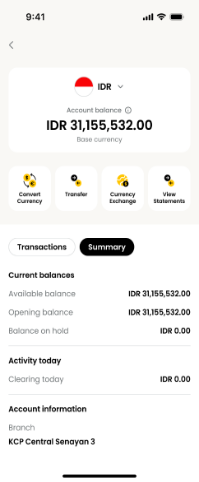 9:41
IDR
Account balance
IDR 31,155,532.00
Base currency
Convert
Currency
Transfer
Currency
Exchange
View
Statements
Transactions
Summary
Current balances
Available balance IDR 31,155,532.00
Opening balance IDR 31,155,532.00
Balance on hold IDR 0.00
Activity today
Clearing today IDR 0.00
Account information
Branch
KCP Central Senayan 3